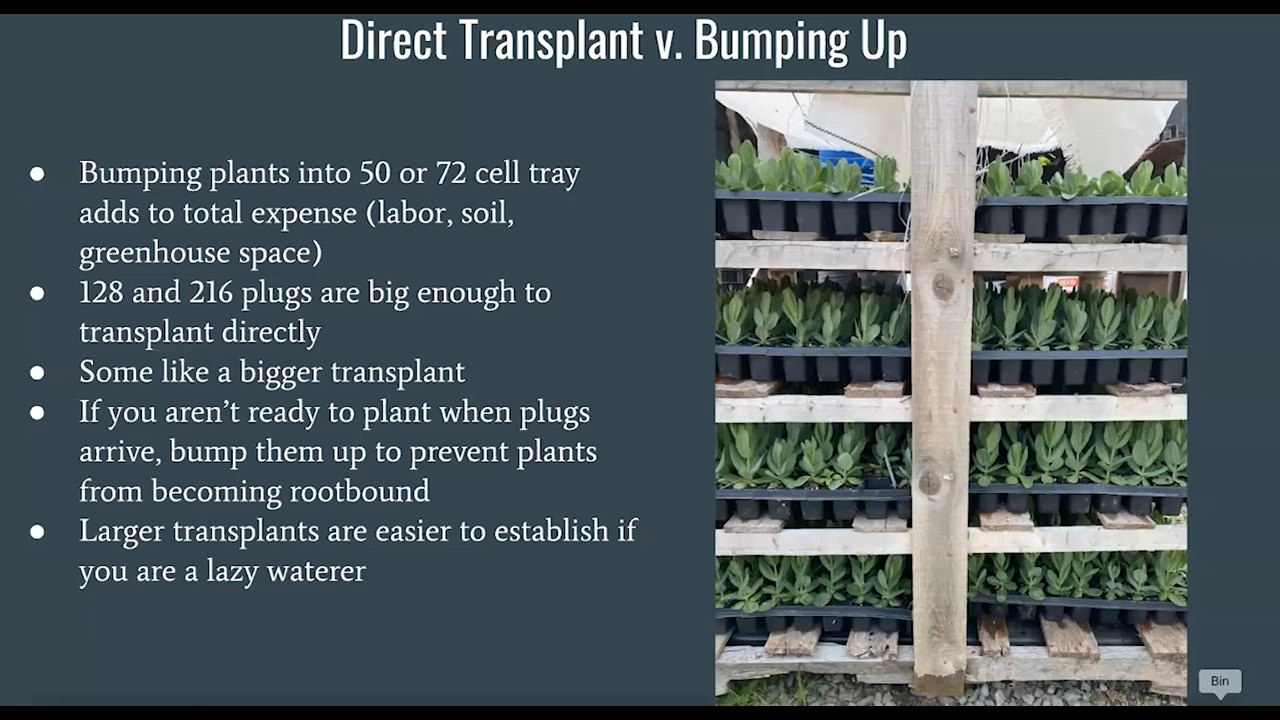 Direct Transplant v. Bumping Up
● Bumping plants into 50 or 72 cell tray
adds to total expense (labor, soil,
greenhouse space)
● 128 and 216 plugs are big enough to
transplant directly
● Some like a bigger transplant
● If you aren’t ready to plant when plugs
arrive, bump them up to prevent plants
from becoming rootbound
● Larger transplants are easier to establish if
you are a lazy waterer
Bin